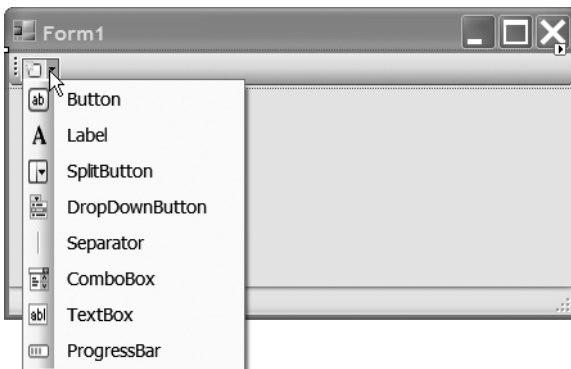 Form1
Button
Label
SplitButton
DropDownButton
Separator
ComboBox
TextBox
ProgressBar